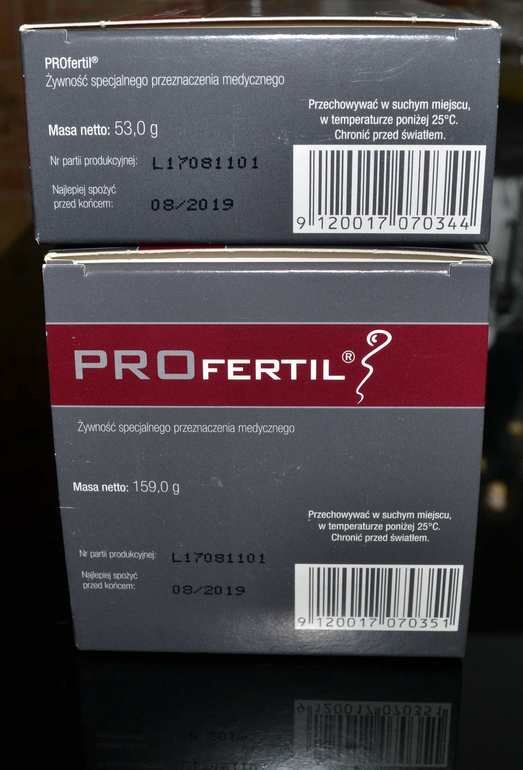 PROfertil®
Żywność specjalnego przeznaczenia medycznego
Masa netto: 53,0 g
Przechowywać w suchym miejscu,
w temperaturze poniżej 25°C.
Chronić przed światłem.
Nr partii produkcyjnej: L17081101
Najlepiej spożyć
przed końcem: 08/2019
9 120017 070344
PROFERTIL®
Żywność specjalnego przeznaczenia medycznego
Masa netto: 159,0 g
Przechowywać w suchym miejscu,
w temperaturze poniżej 25°C.
Chronić przed światłem.
Nr partii produkcyjnej: L17081101
Najlepiej spożyć
przed końcem: 08/2019
9 120017 070351